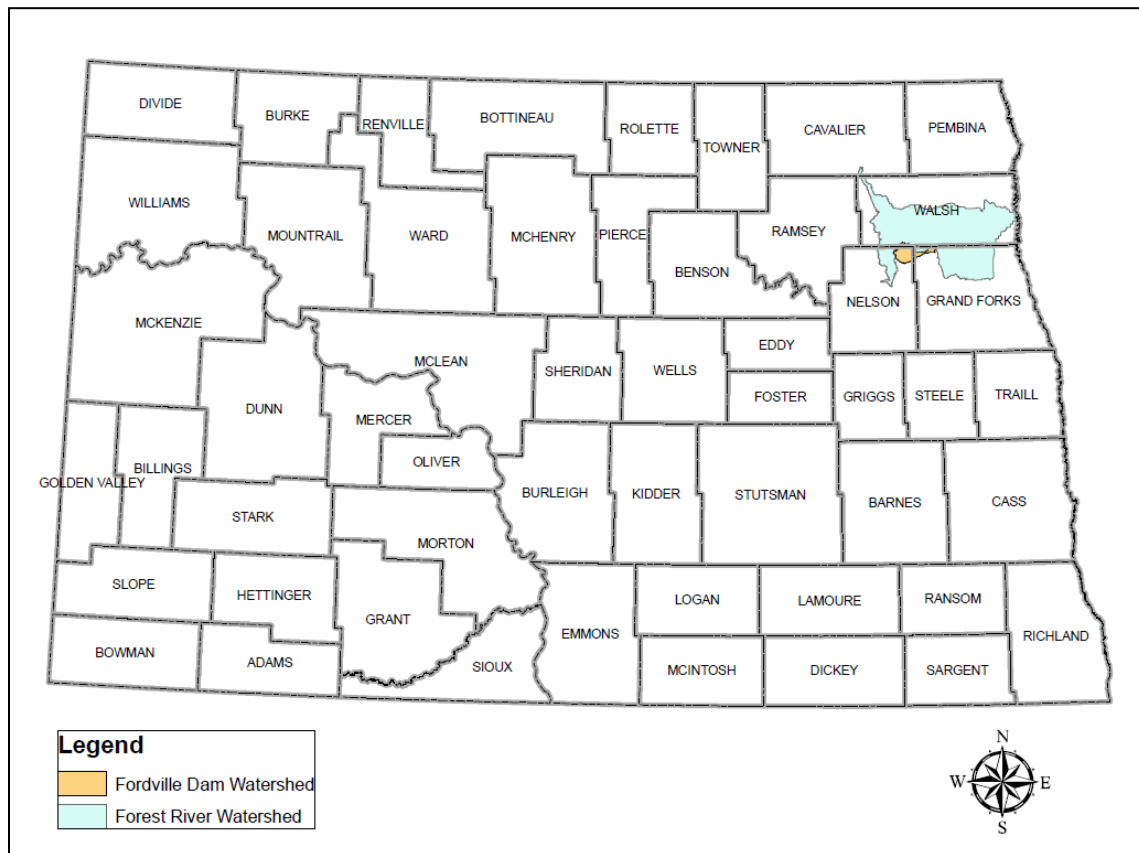 DIVIDE
BURKE
RENVILLE
BOTTINEAU
ROLETTE
TOWNER
CAVALIER
PEMBINA
WILLIAMS
MOUNTRAIL
WARD
MCHENRY
PIERCE
BENSON
RAMSEY
WALSH
NELSON
GRAND FORKS
MCKENZIE
DUNN
MCLEAN
MERCER
OLIVER
SHERIDAN
WELLS
EDDY
FOSTER
GRIGGS
STEELE
TRAILL
GOLDEN VALLEY
BILLINGS
STARK
MORTON
BURLEIGH
KIDDER
STUTSMAN
BARNES
CASS
SLOPE
HETTINGER
GRANT
BOWMAN
ADAMS
SIOUX
EMMONS
LOGAN
LAMOURE
RANSOM
RICHLAND
MCINTOSH
DICKEY
SARGENT
Legend
Fordville Dam Watershed
Forest River Watershed
N
W
E
S